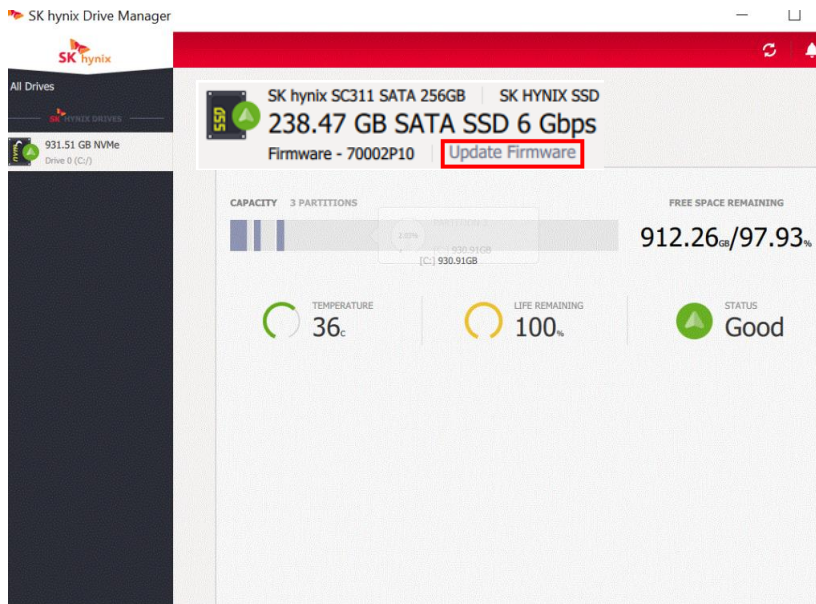 SK hynix Drive Manager
SK hynix
All Drives
SK HYNIX DRIVES
931.51 GB NVMe
Drive 0 (C:/)
SK hynix SC311 SATA 256GB SK HYNIX SSD
238.47 GB SATA SSD 6 Gbps
Firmware - 70002P10 Update Firmware
CAPACITY 3 PARTITIONS
FREE SPACE REMAINING
912.26GB/97.93%
[C:] 930.91GB
[C:] 930.91GB
TEMPERATURE
36c
LIFE REMAINING
100%
STATUS
Good
SSD